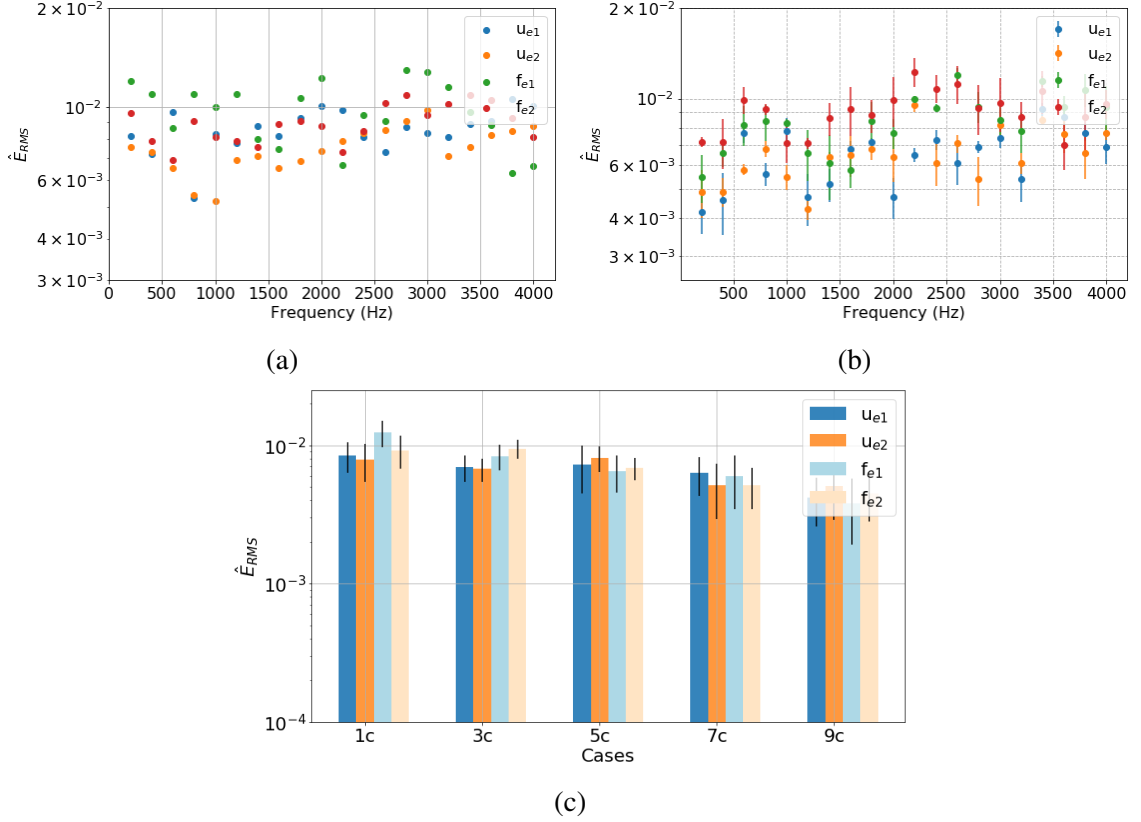 2 × 10⁻²
10⁻²
6 × 10⁻³
4 × 10⁻³
3 × 10⁻³
Ê_RMS
0 500 1000 1500 2000 2500 3000 3500 4000
Frequency (Hz)
u_e1
u_e2
f_e1
f_e2
(a)
2 × 10⁻²
10⁻²
6 × 10⁻³
4 × 10⁻³
3 × 10⁻³
Ê_RMS
500 1000 1500 2000 2500 3000 3500 4000
Frequency (Hz)
u_e1
u_e2
f_e1
f_e2
(b)
10⁻²
10⁻³
10⁻⁴
Ê_RMS
1c 3c 5c 7c 9c
Cases
u_e1
u_e2
f_e1
f_e2
(c)